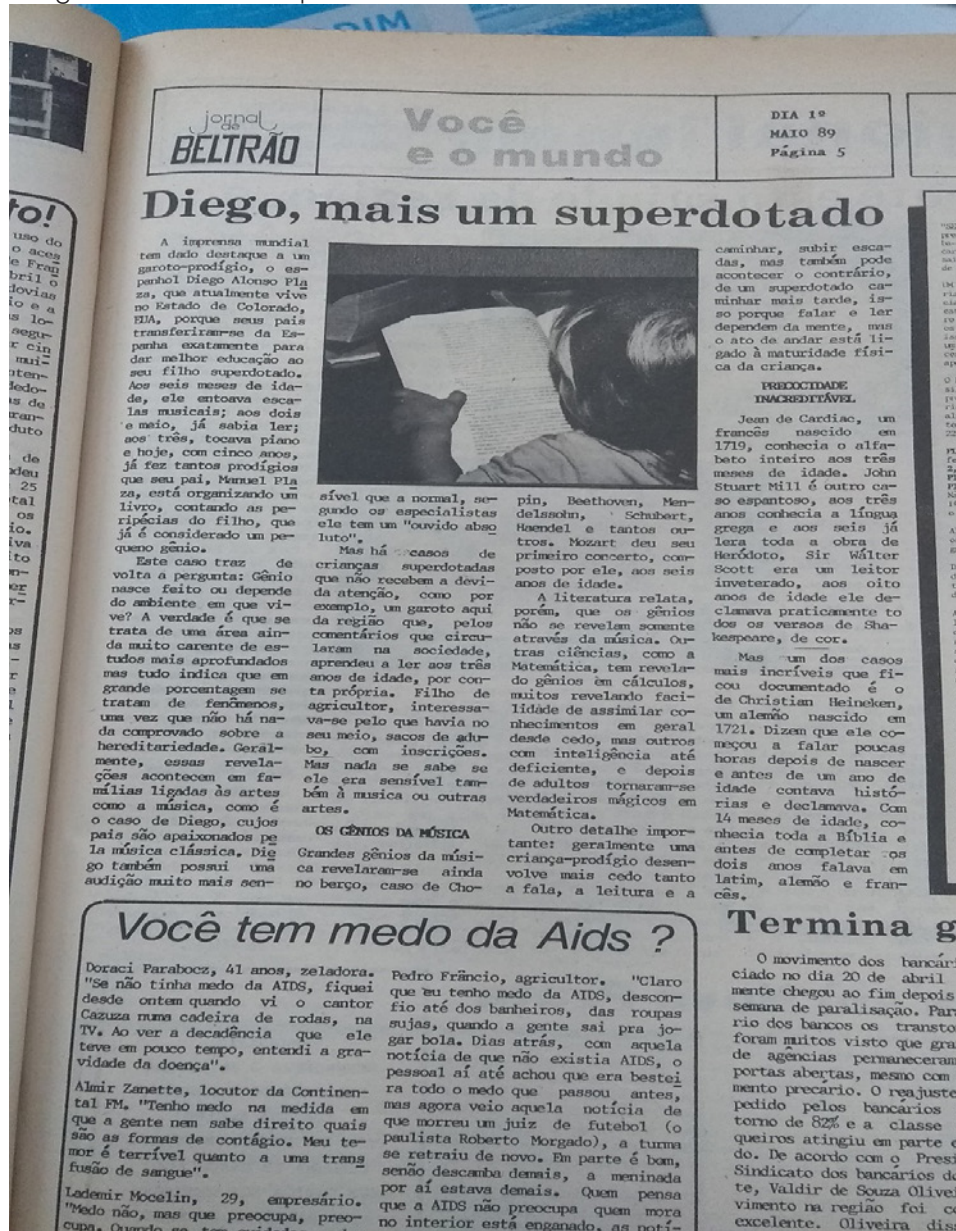 jornal
de
BELTRÃO
Você
e o mundo
DIA 1º
MAIO 89
Página 5
Diego, mais um superdotado
A imprensa mundial
tem dado destaque a um
garoto-prodígio, o es-
panhol Diego Alonso Pla
za, que atualmente vive
no Estado de Colorado,
EUA, porque seus pais
transferiram-se da Es-
panha exatamente para
dar melhor educação ao
seu filho superdotado.
Aos seis meses de ida-
de, ele entoava esca-
las musicais; aos dois
e meio, já sabia ler;
aos três, tocava piano
e hoje, com cinco anos,
já fez tantos prodígios
que seu pai, Manuel Pla
za, está organizando um
livro, contando as pe-
ripécias do filho, que
já é considerado um pe-
queno gênio.
Este caso traz de
volta a pergunta: Gênio
nasce feito ou depende
do ambiente em que vi-
ve? A verdade é que se
trata de uma área ain-
da muito carente de es-
tudos mais aprofundados
mas tudo indica que em
grande porcentagem se
tratam de fenômenos,
uma vez que não há na-
da comprovado sobre a
hereditariedade. Geral-
mente, essas revela-
ções acontecem em fa-
mílias ligadas às artes
como a música, como é
o caso de Diego, cujos
pais são apaixonados pe
la música clássica. Die
go também possui uma
audição muito mais sen-
sível que a normal, se-
gundo os especialistas
ele tem um "ouvido abso
luto".
Mas há casos de
crianças superdotadas
que não recebem a devi-
da atenção, como por
exemplo, um garoto aqui
da região que, pelos
comentários que circu-
laram na sociedade,
aprendeu a ler aos três
anos de idade, por con-
ta própria. Filho de
agricultor, interessa-
va-se pelo que havia no
seu meio, sacos de adu-
bo, com inscrições.
Mas nada se sabe se
ele era sensível tam-
bém à musica ou outras
artes.
OS GÊNIOS DA MÚSICA
Grandes gênios da músi-
ca revelaram-se ainda
no berço, caso de Cho-
pin, Beethoven, Men-
delssohn, Schubert,
Haendel e tantos ou-
tros. Mozart deu seu
primeiro concerto, com-
posto por ele, aos seis
anos de idade.
A literatura relata,
porém, que os gênios
não se revelam somente
através da música. Ou-
tras ciências, como a
Matemática, tem revela-
do gênios em cálculos,
muitos revelando faci-
lidade de assimilar co-
nhecimentos em geral
desde cedo, mas outros
com inteligência até
deficiente, e depois
de adultos tornaram-se
verdadeiros mágicos em
Matemática.
Outro detalhe impor-
tante: geralmente uma
criança-prodígio desen-
volve mais cedo tanto
a fala, a leitura e a
caminhar, subir esca-
das, mas também pode
acontecer o contrário,
de um superdotado ca-
minhar mais tarde, is-
so porque falar e ler
dependem da mente, mas
o ato de andar está li-
gado à maturidade físi-
ca da criança.
PRECOCIDADE
INACREDITÁVEL
Jean de Cardiac, um
francês nascido em
1719, conhecia o alfa-
beto inteiro aos três
meses de idade. John
Stuart Mill é outro ca-
so espantoso, aos três
anos conhecia a língua
grega e aos seis já
lera toda a obra de
Heródoto, Sir Wálter
Scott era um leitor
inveterado, aos oito
anos de idade ele de-
clamava praticamente to
dos os versos de Sha-
kespeare, de cor.
Mas um dos casos
mais incríveis que fi-
cou documentado é o
de Christian Heineken,
um alemão nascido em
1721. Dizem que ele co-
meçou a falar poucas
horas depois de nascer
e antes de um ano de
idade contava histó-
rias e declamava. Com
14 meses de idade, co-
nhecia toda a Bíblia e
antes de completar os
dois anos falava em
latim, alemão e fran-
cês.
Você tem medo da Aids ?
Doraci Parabocz, 41 anos, zeladora.
"Se não tinha medo da AIDS, fiquei
desde ontem quando vi o cantor
Cazuza numa cadeira de rodas, na
TV. Ao ver a decadência que ele
teve em pouco tempo, entendi a gra-
vidade da doença".
Almir Zanette, locutor da Continen-
tal FM. "Tenho medo na medida em
que a gente nem sabe direito quais
são as formas de contágio. Meu te-
mor é terrível quanto a uma trans
fusão de sangue".
Lademir Mocelin, 29, empresário.
"Medo não, mas que preocupa, preo-
cupa. Quando se
Pedro Frâncio, agricultor. "Claro
que eu tenho medo da AIDS, descon-
fio até dos banheiros, das roupas
sujas, quando a gente sai pra jo-
gar bola. Dias atrás, com aquela
notícia de que não existia AIDS, o
pessoal aí até achou que era bestei
ra todo o medo que passou antes,
mas agora veio aquela notícia de
que morreu um juiz de futebol (o
paulista Roberto Morgado), a turma
se retraiu de novo. Em parte é bom,
senão descamba demais, a meninada
por aí estava demais. Quem pensa
que a AIDS não preocupa quem mora
no interior está enganado, as notí-
Termina g
O movimento dos bancári
ciado no dia 20 de abril
mente chegou ao fim depois
semana de paralisação. Par
rio dos bancos os transto
foram muitos visto que gra
de agências permaneceram
portas abertas, mesmo com
mento precário. O reajuste
pedido pelos bancários
torno de 82% e a classe
queiros atingiu em parte
do. De acordo com o Presi
Sindicato dos bancários de
te, Valdir de Souza Olivei
vimento na região foi co
excelente. Oliveira dis